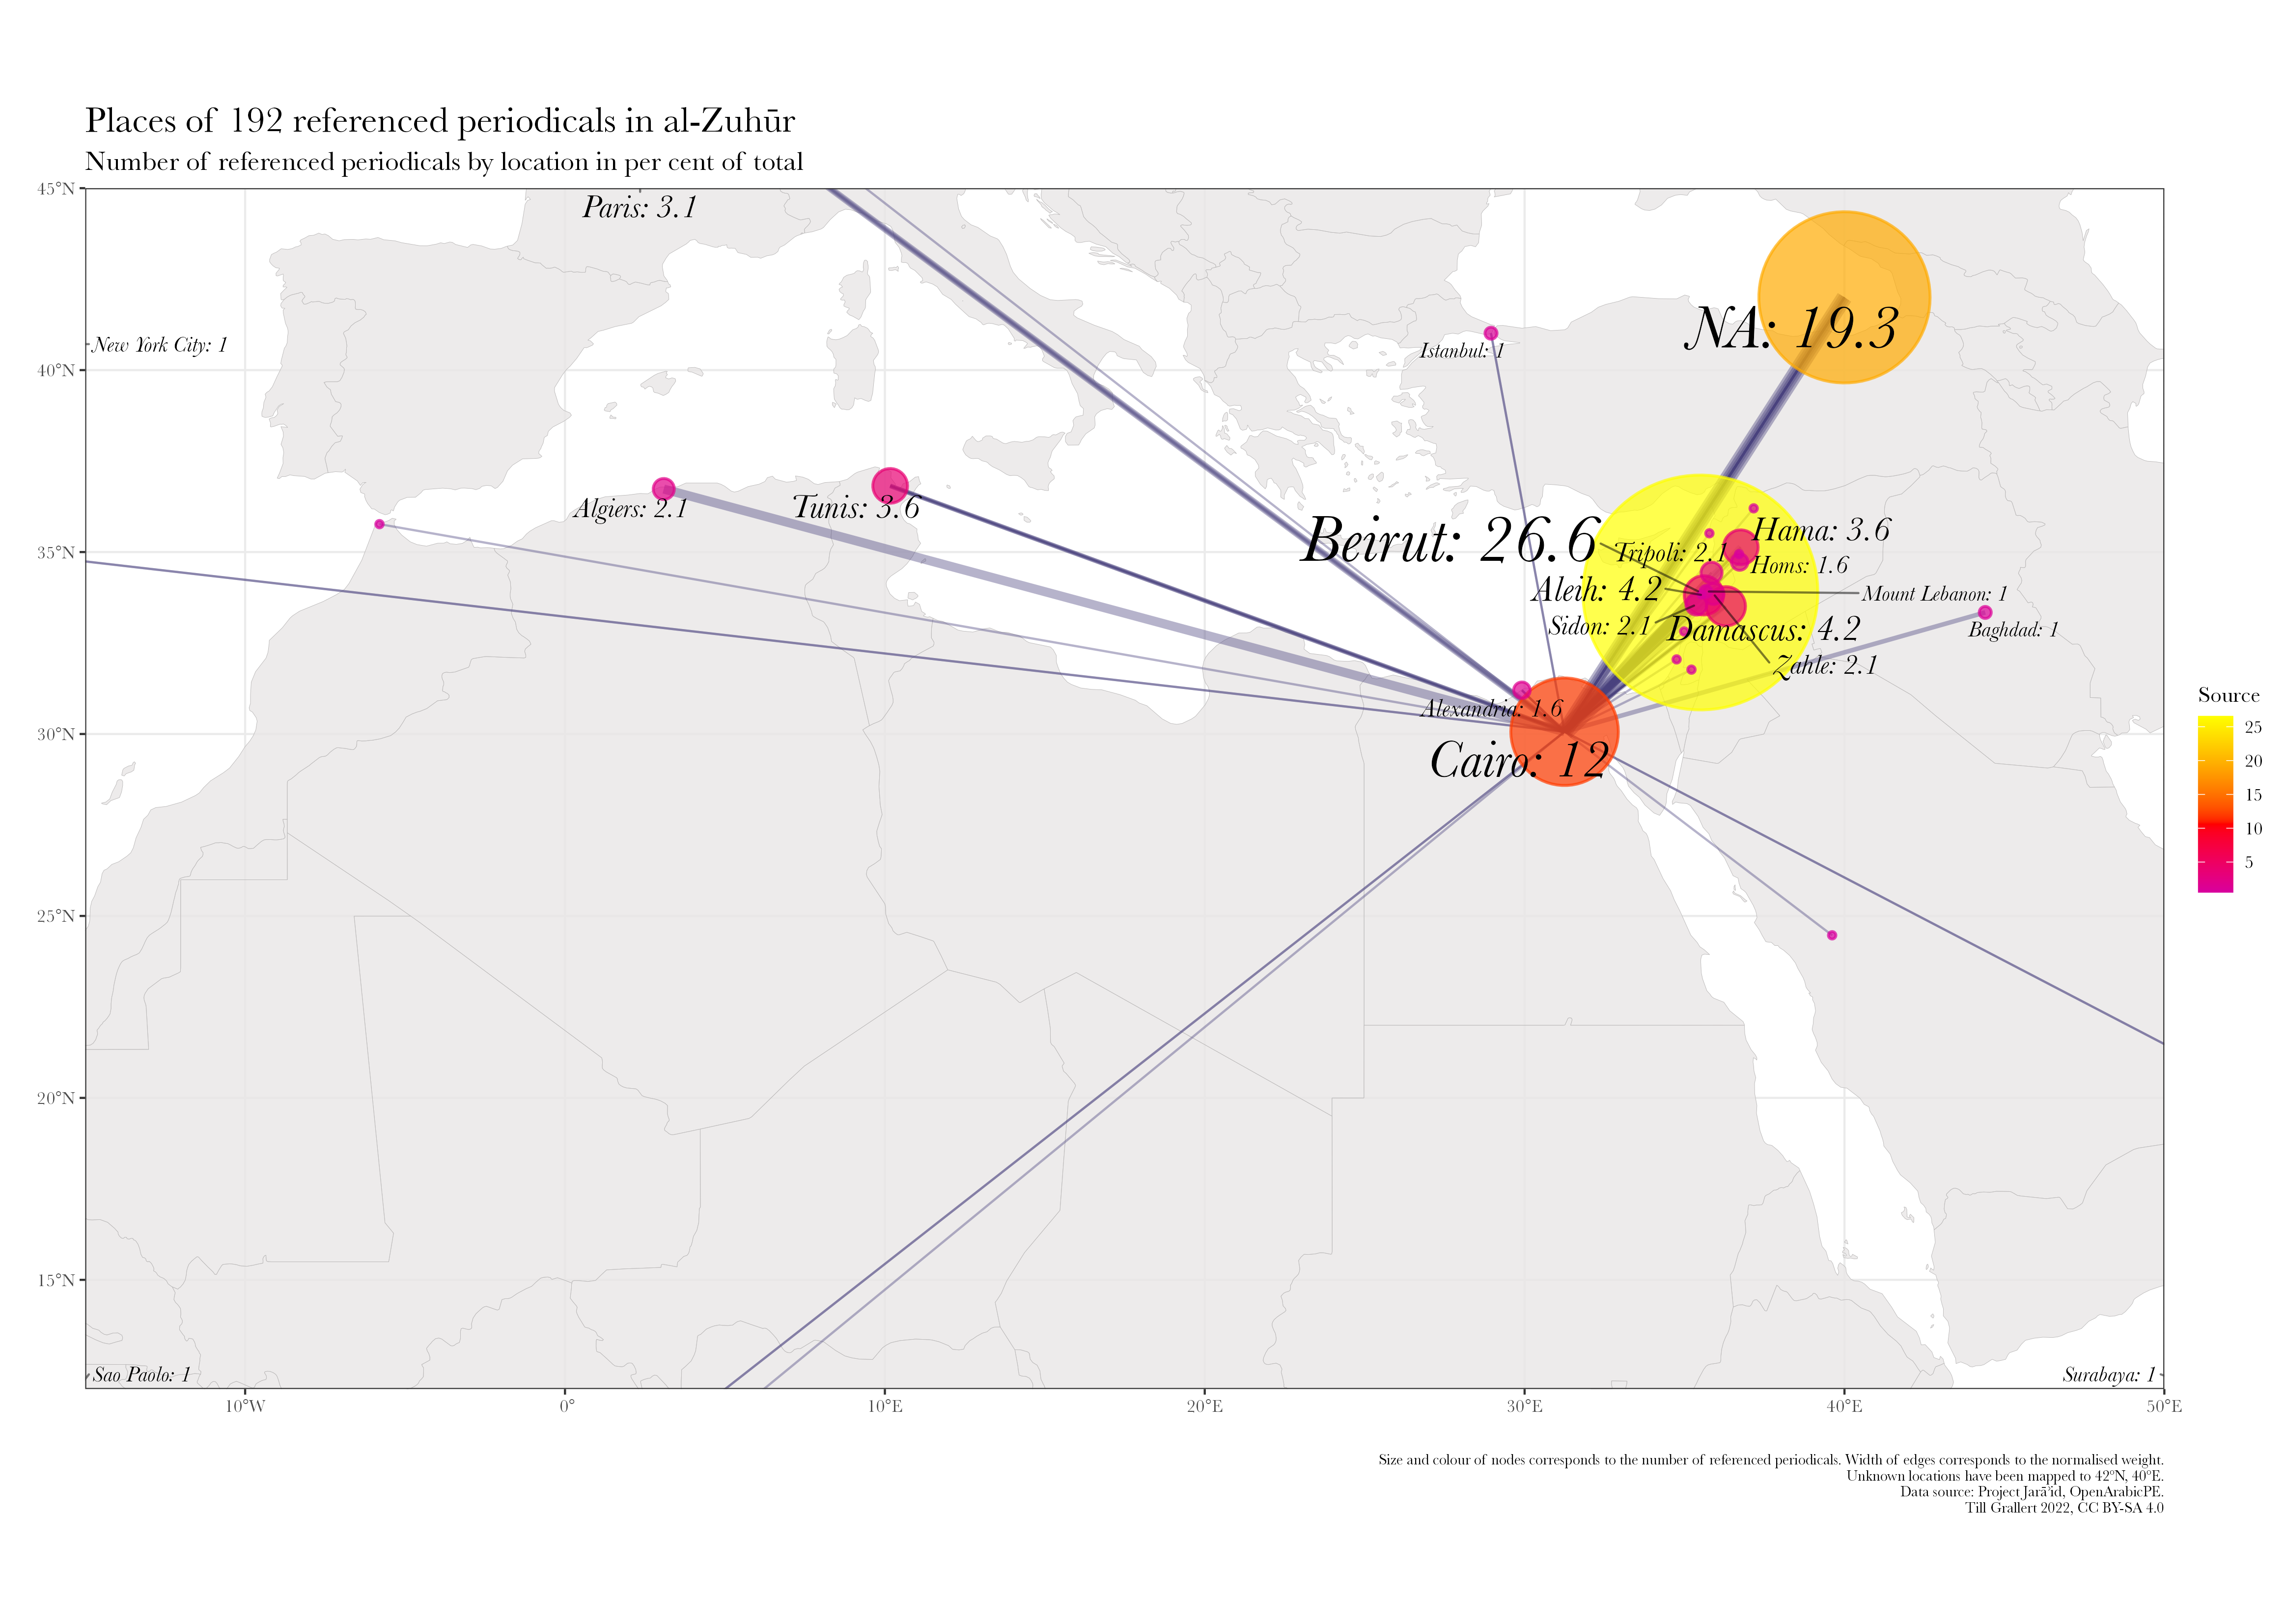 Places of 192 referenced periodicals in al-Zuhūr
Number of referenced periodicals by location in per cent of total
45°N
40°N
35°N
30°N
25°N
20°N
15°N
Paris: 3.1
New York City: 1
NA: 19.3
Istanbul: 1
Algiers: 2.1
Tunis: 3.6
Beirut: 26.6
Hama: 3.6
Tripoli: 2.1
Homs: 1.6
Aleih: 4.2
Mount Lebanon: 1
Sidon: 2.1
Damascus: 4.2
Baghdad: 1
Zahle: 2.1
Alexandria: 1.6
Cairo: 12
Sao Paolo: 1
Surabaya: 1
10°W
0°
10°E
20°E
30°E
40°E
50°E
Source
25
20
15
10
5
Size and colour of nodes corresponds to the number of referenced periodicals. Width of edges corresponds to the normalised weight.
Unknown locations have been mapped to 42°N, 40°E.
Data source: Project Jarāʾid, OpenArabicPE.
Till Grallert 2022, CC BY-SA 4.0